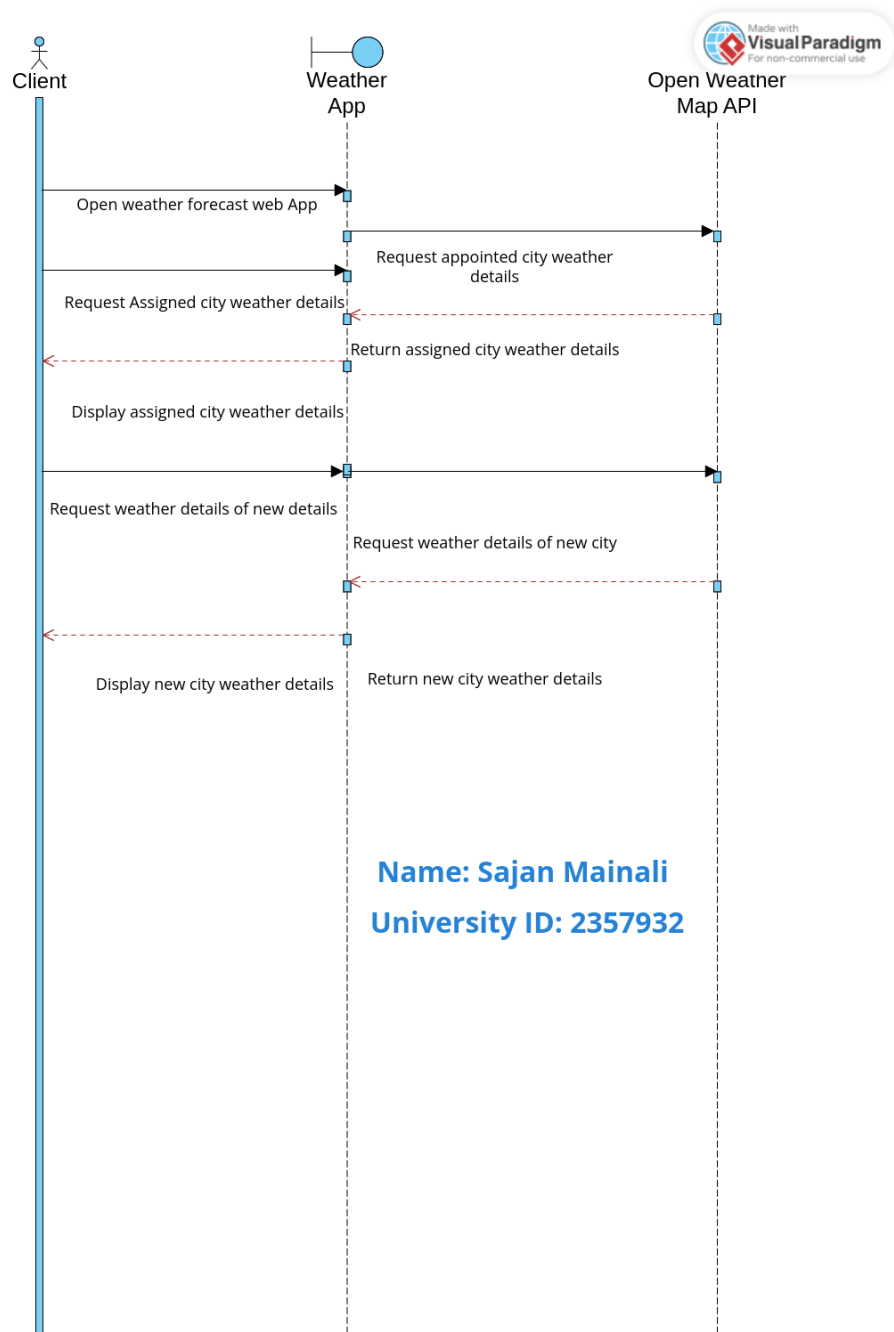 Made with
VisualParadigm
For non-commercial use
Client
Weather
App
Open Weather
Map API
Open weather forecast web App
Request appointed city weather
details
Request Assigned city weather details
Return assigned city weather details
Display assigned city weather details
Request weather details of new details
Request weather details of new city
Return new city weather details
Display new city weather details
Name: Sajan Mainali
University ID: 2357932